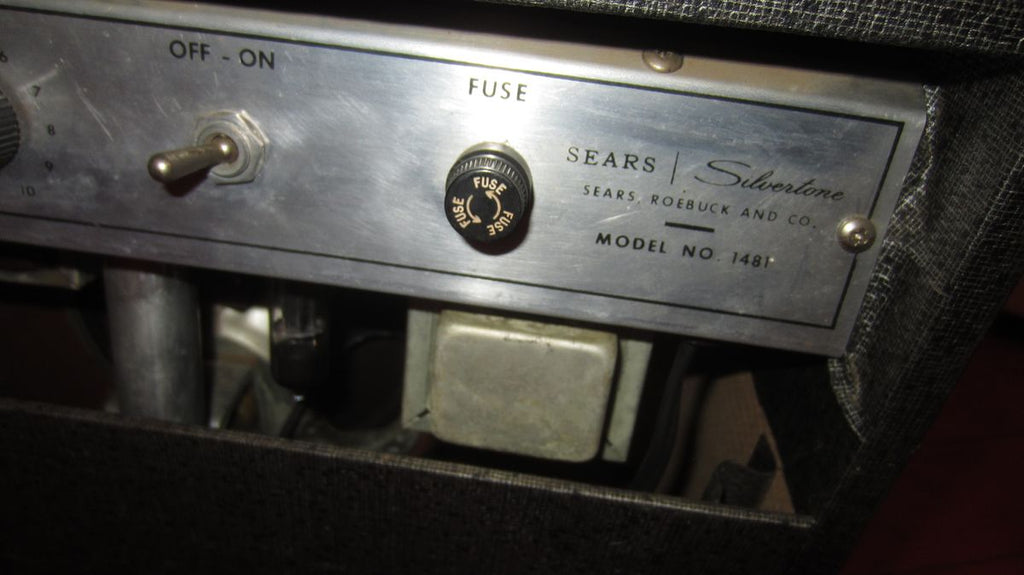 6
7
8
9
10
OFF - ON
FUSE
FUSE
FUSE
FUSE
SEARS | Silvertone
SEARS, ROEBUCK AND CO.
MODEL NO. 1481